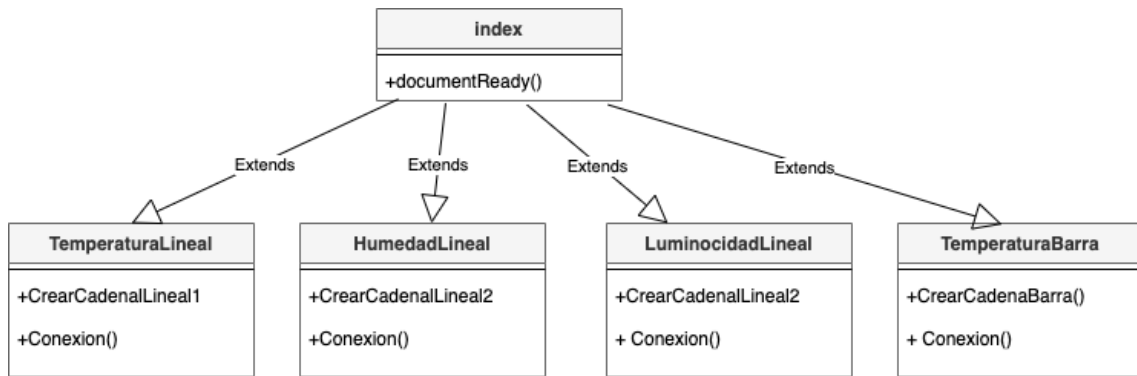 index
+documentReady()
Extends
Extends
Extends
Extends
TemperaturaLineal
+CrearCadenalLineal1
+Conexion()
HumedadLineal
+CrearCadenalLineal2
+Conexion()
LuminocidadLineal
+CrearCadenalLineal2
+ Conexion()
TemperaturaBarra
+CrearCadenaBarra()
+ Conexion()